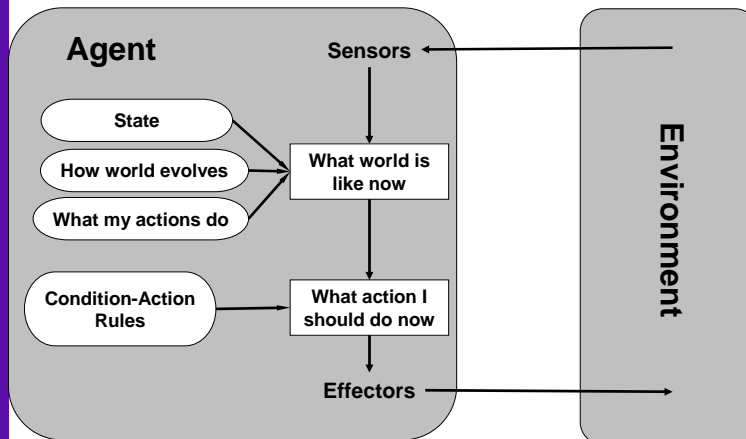 Agent
Sensors
State
How world evolves
What my actions do
What world is
like now
Condition-Action
Rules
What action I
should do now
Effectors
Environment